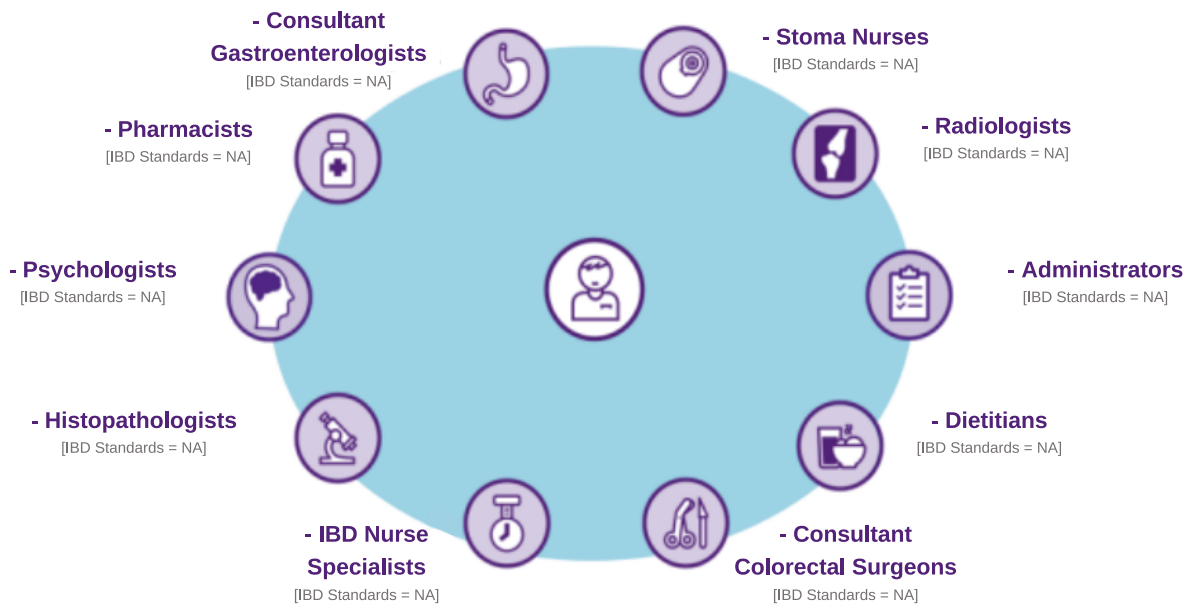 - Consultant
Gastroenterologists
[IBD Standards = NA]
- Stoma Nurses
[IBD Standards = NA]
- Pharmacists
[IBD Standards = NA]
- Radiologists
[IBD Standards = NA]
- Psychologists
[IBD Standards = NA]
- Administrators
[IBD Standards = NA]
- Histopathologists
[IBD Standards = NA]
- Dietitians
[IBD Standards = NA]
- IBD Nurse
Specialists
[IBD Standards = NA]
- Consultant
Colorectal Surgeons
[IBD Standards = NA]